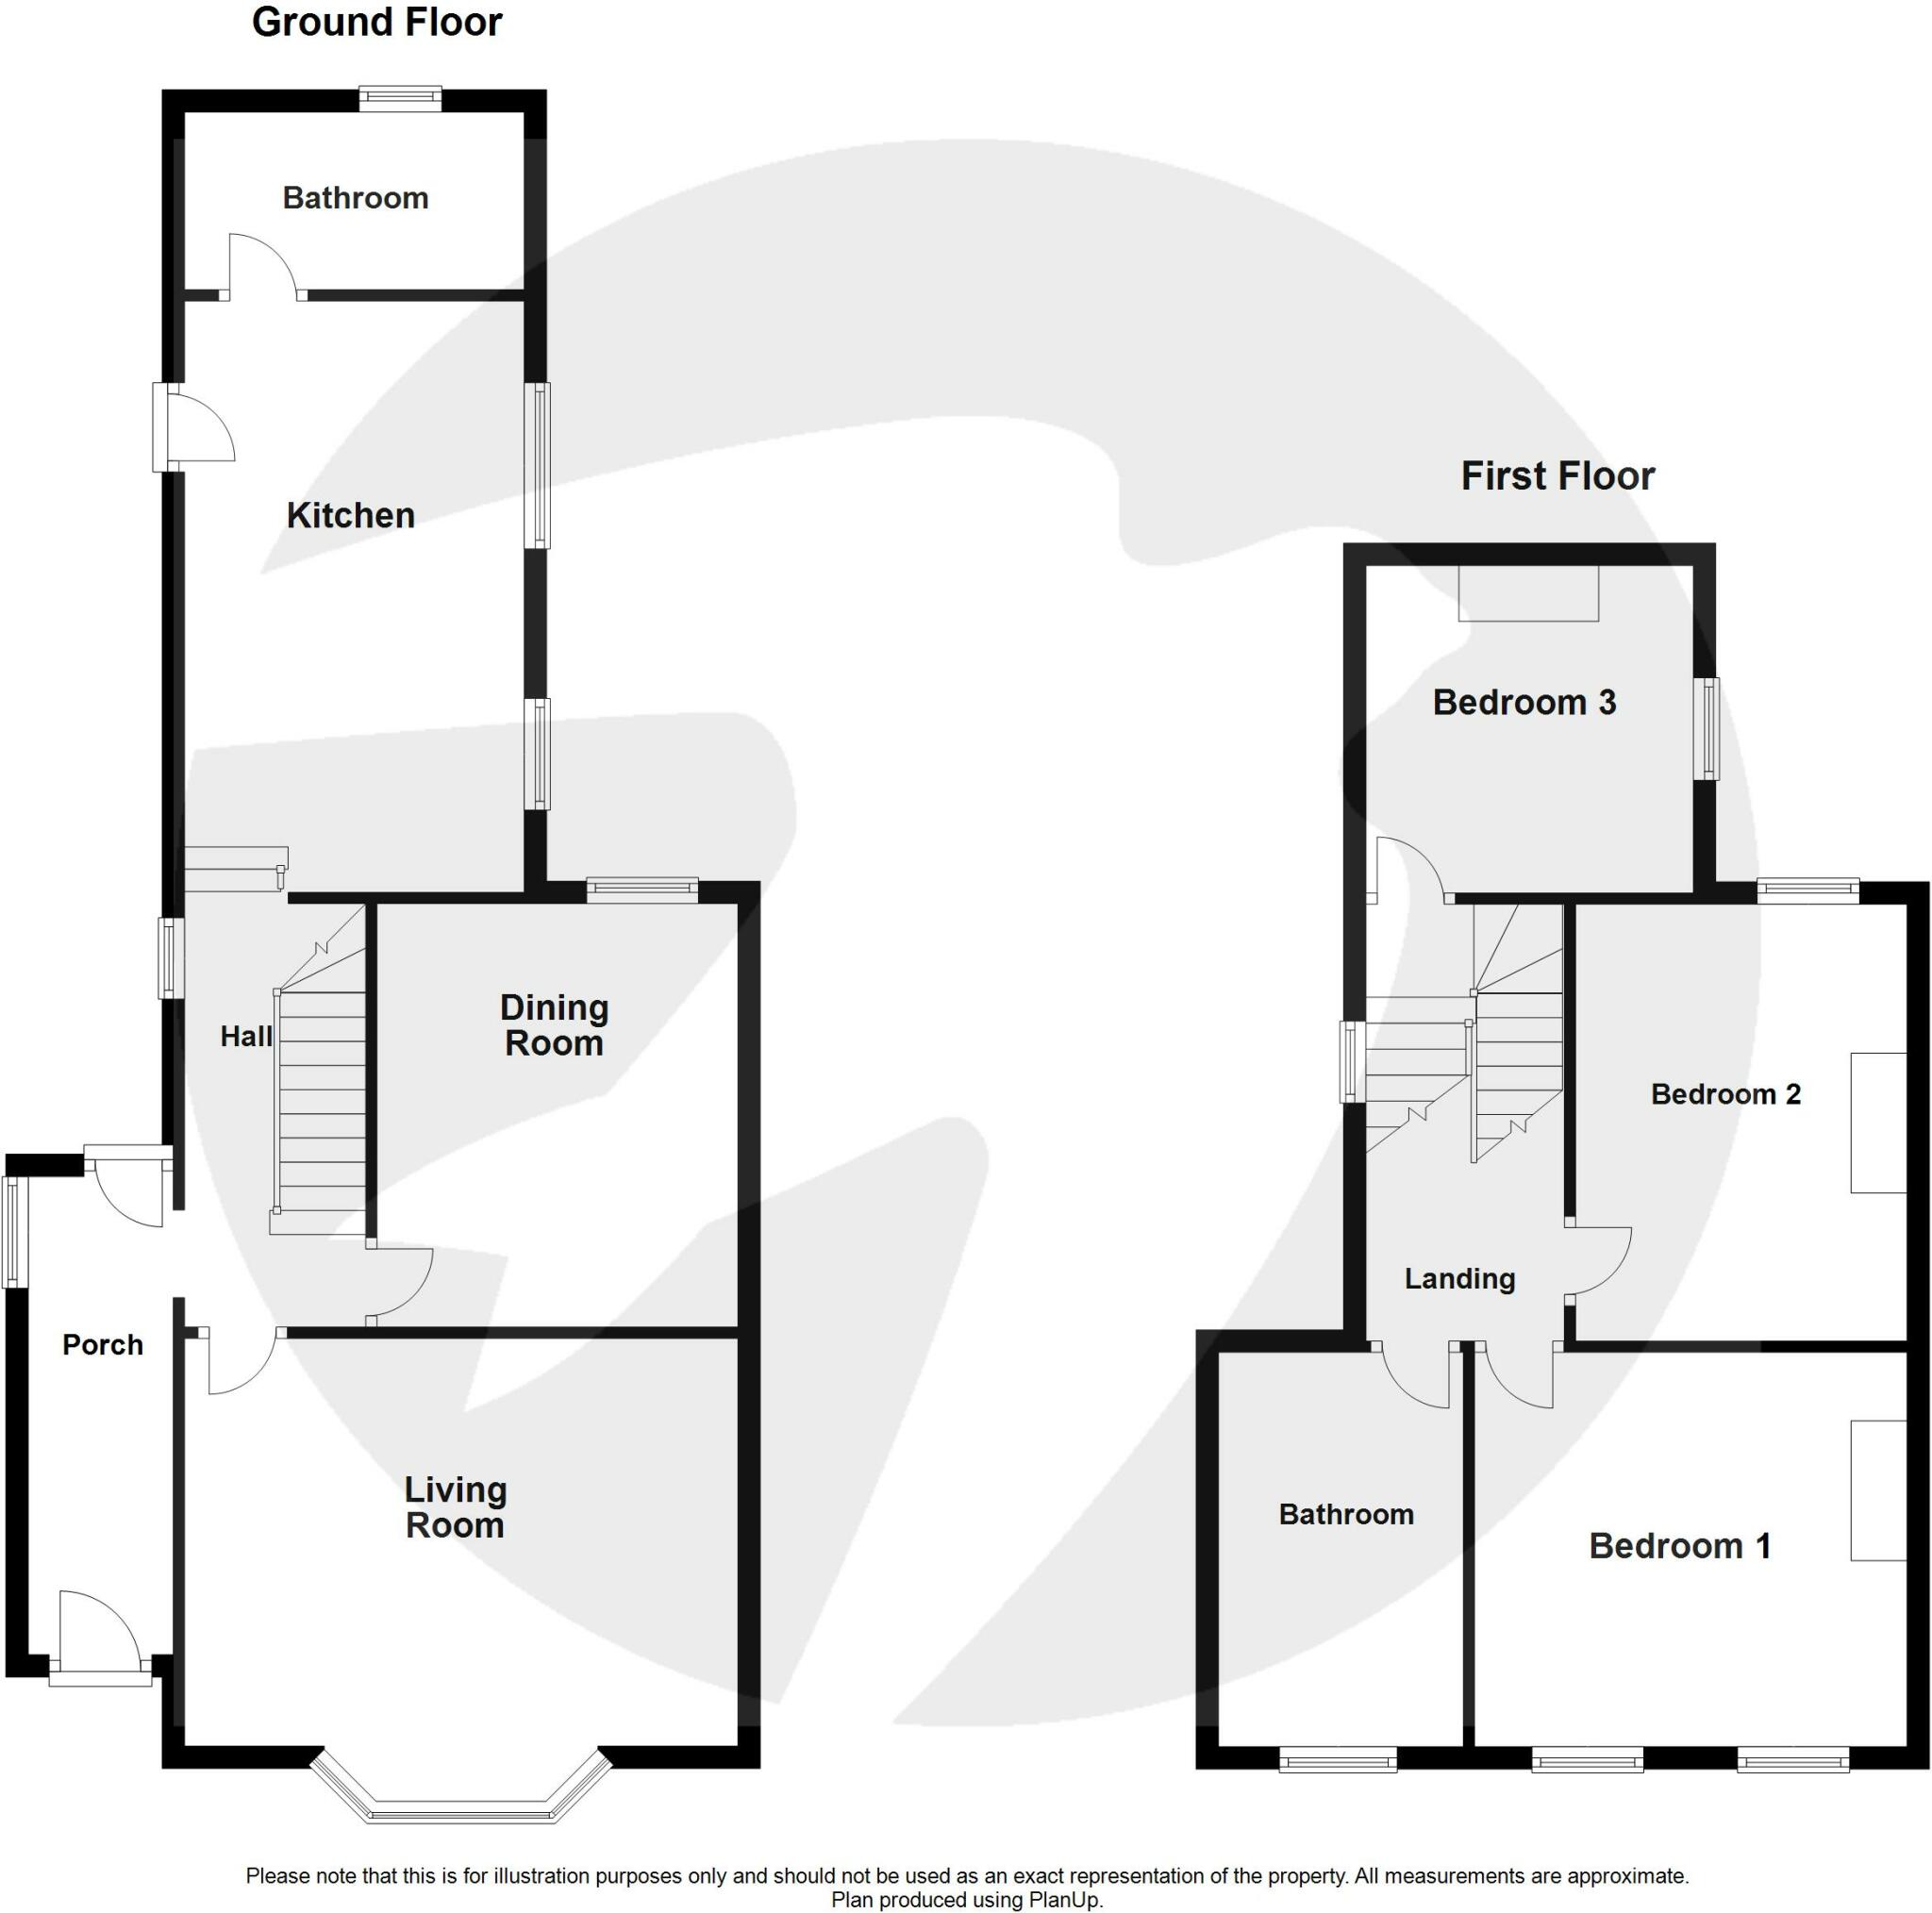 Ground Floor
Bathroom
Kitchen
Dining
Room
Hall
Porch
Living
Room
First Floor
Bedroom 3
Bedroom 2
Landing
Bathroom
Bedroom 1
Please note that this is for illustration purposes only and should not be used as an exact representation of the property. All measurements are approximate.
Plan produced using PlanUp.